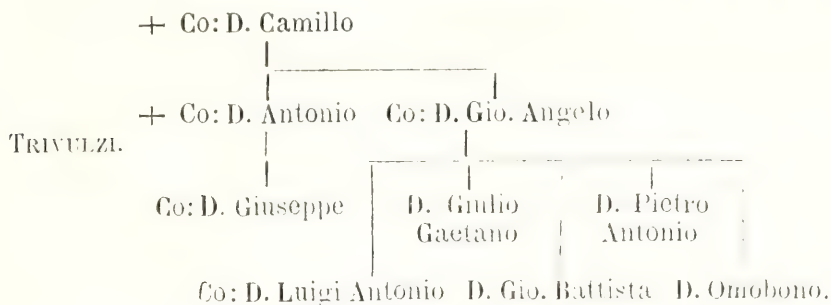 + Co: D. Camillo
+ Co: D. Antonio Co: D. Gio. Angelo
TRIVULZI.
Co: D. Giuseppe D. Giulio D. Pietro
Gaetano Antonio
Co: D. Luigi Antonio D. Gio. Battista D. Omobono.